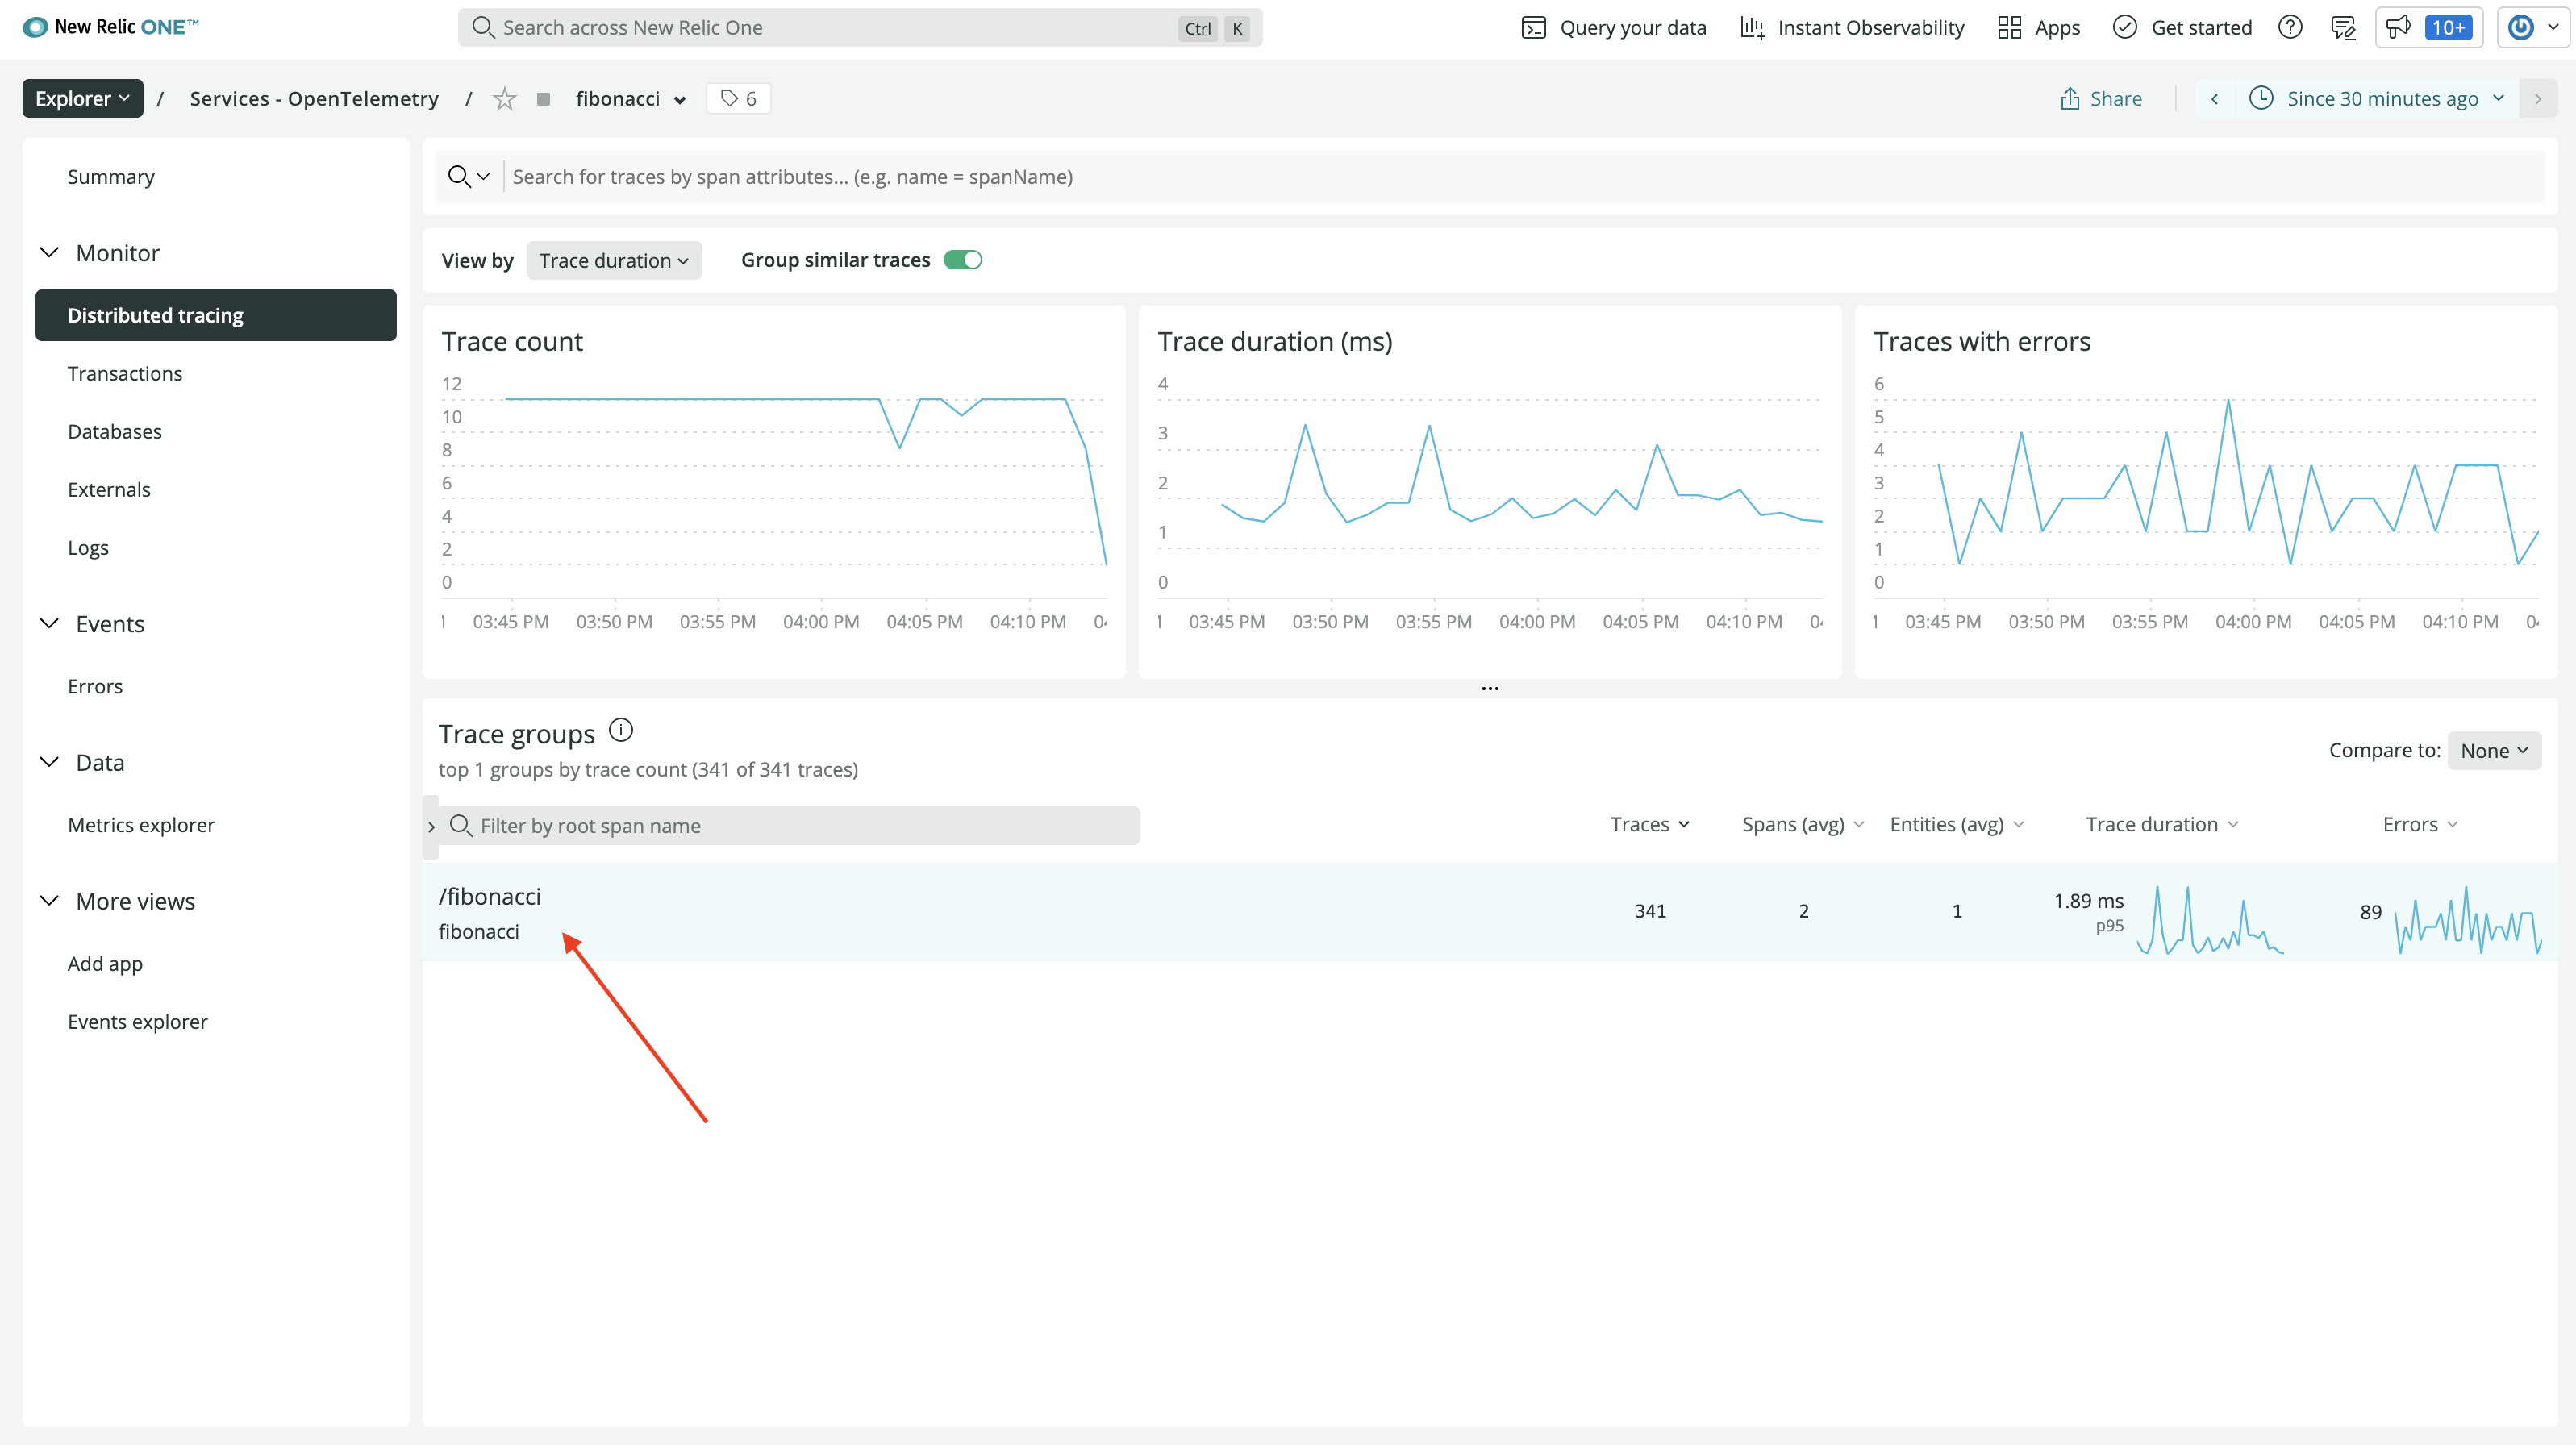 New Relic ONE™
Search across New Relic One
Ctrl K
Query your data
Instant Observability
Apps
Get started
10+
Explorer / Services - OpenTelemetry / fibonacci 6
Share
Since 30 minutes ago
Summary
Monitor
Distributed tracing
Transactions
Databases
Externals
Logs
Events
Errors
Data
Metrics explorer
More views
Add app
Events explorer
Search for traces by span attributes... (e.g. name = spanName)
View by Trace duration Group similar traces
Trace count
12
10
8
6
4
2
0
03:45 PM 03:50 PM 03:55 PM 04:00 PM 04:05 PM 04:10 PM
Trace duration (ms)
4
3
2
1
0
03:45 PM 03:50 PM 03:55 PM 04:00 PM 04:05 PM 04:10 PM
Traces with errors
6
5
4
3
2
1
0
03:45 PM 03:50 PM 03:55 PM 04:00 PM 04:05 PM 04:10 PM
...
Trace groups
top 1 groups by trace count (341 of 341 traces)
Compare to: None
Filter by root span name
Traces Spans (avg) Entities (avg) Trace duration Errors
/fibonacci
fibonacci
341 2 1 1.89 ms 89
p95